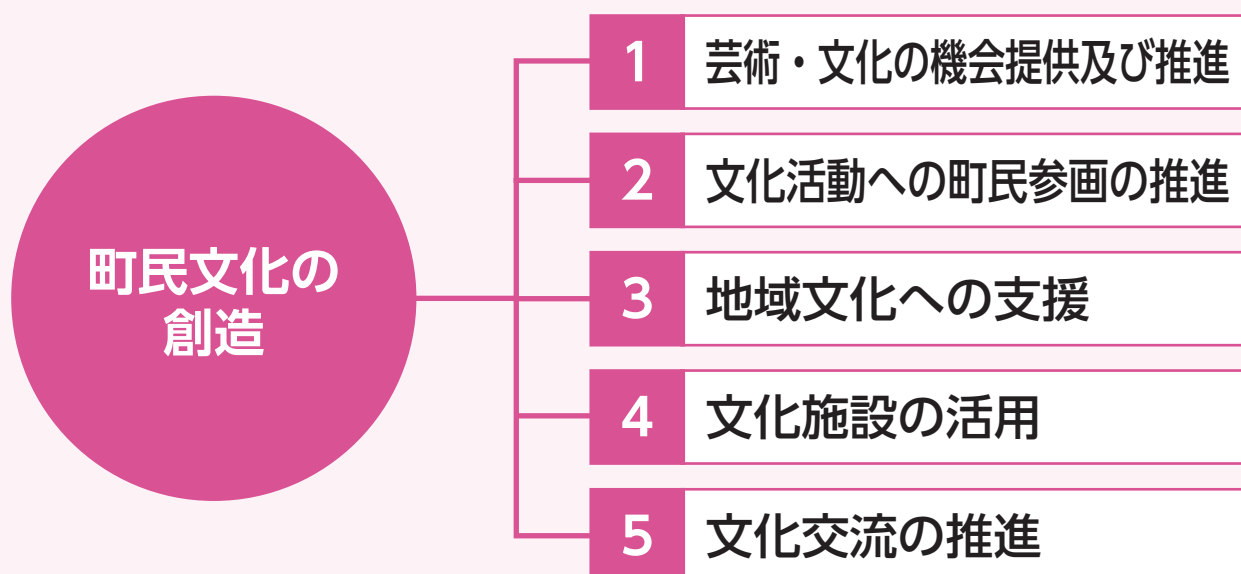 町民文化の
創造
1 芸術・文化の機会提供及び推進
2 文化活動への町民参画の推進
3 地域文化への支援
4 文化施設の活用
5 文化交流の推進